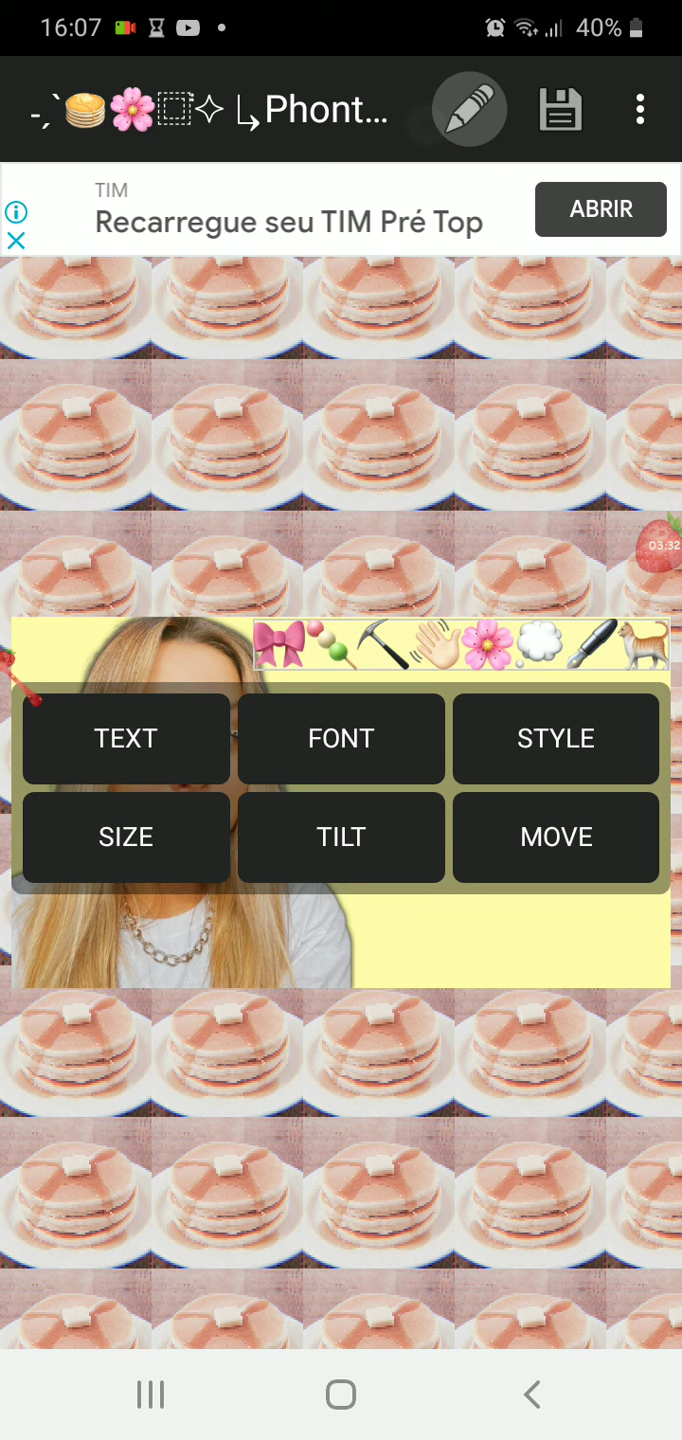 16:07 40%
-ˏˋ🥞🌸⬚✧ ↳Phont...
TIM
Recarregue seu TIM Pré Top
ABRIR
03:32
🎀🍡⛏️👋🏻🌸💭🖋️🐈
TEXT FONT STYLE
SIZE TILT MOVE